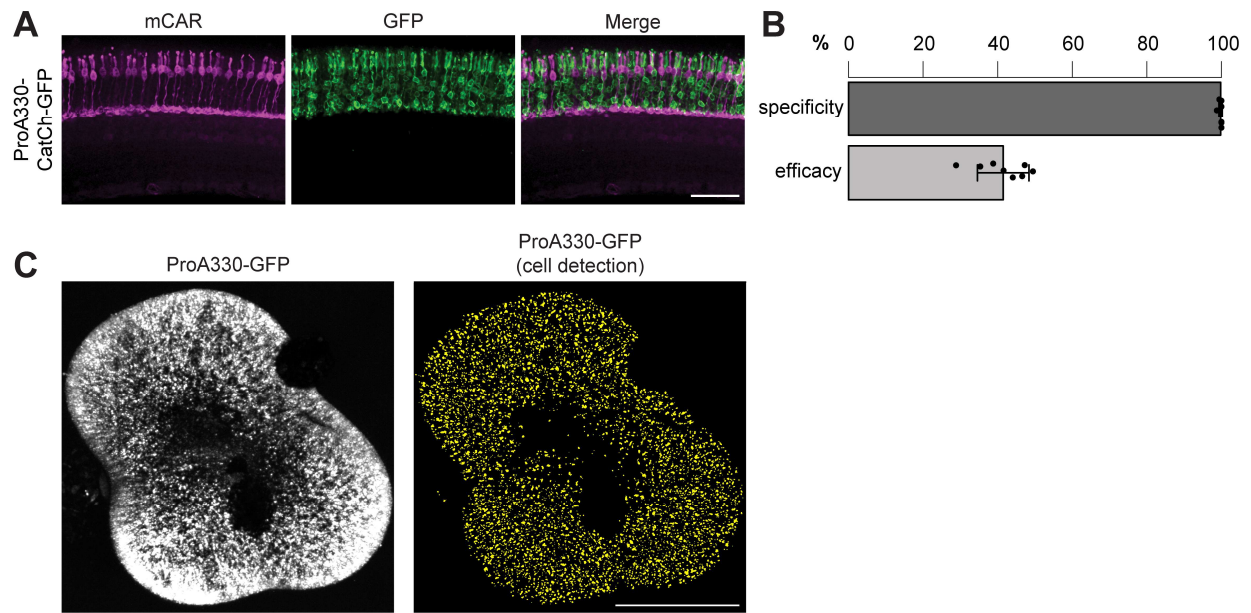 A
mCAR
GFP
Merge
ProA330-
CatCh-GFP
B
% 0 20 40 60 80 100
specificity
efficacy
C
ProA330-GFP
ProA330-GFP
(cell detection)